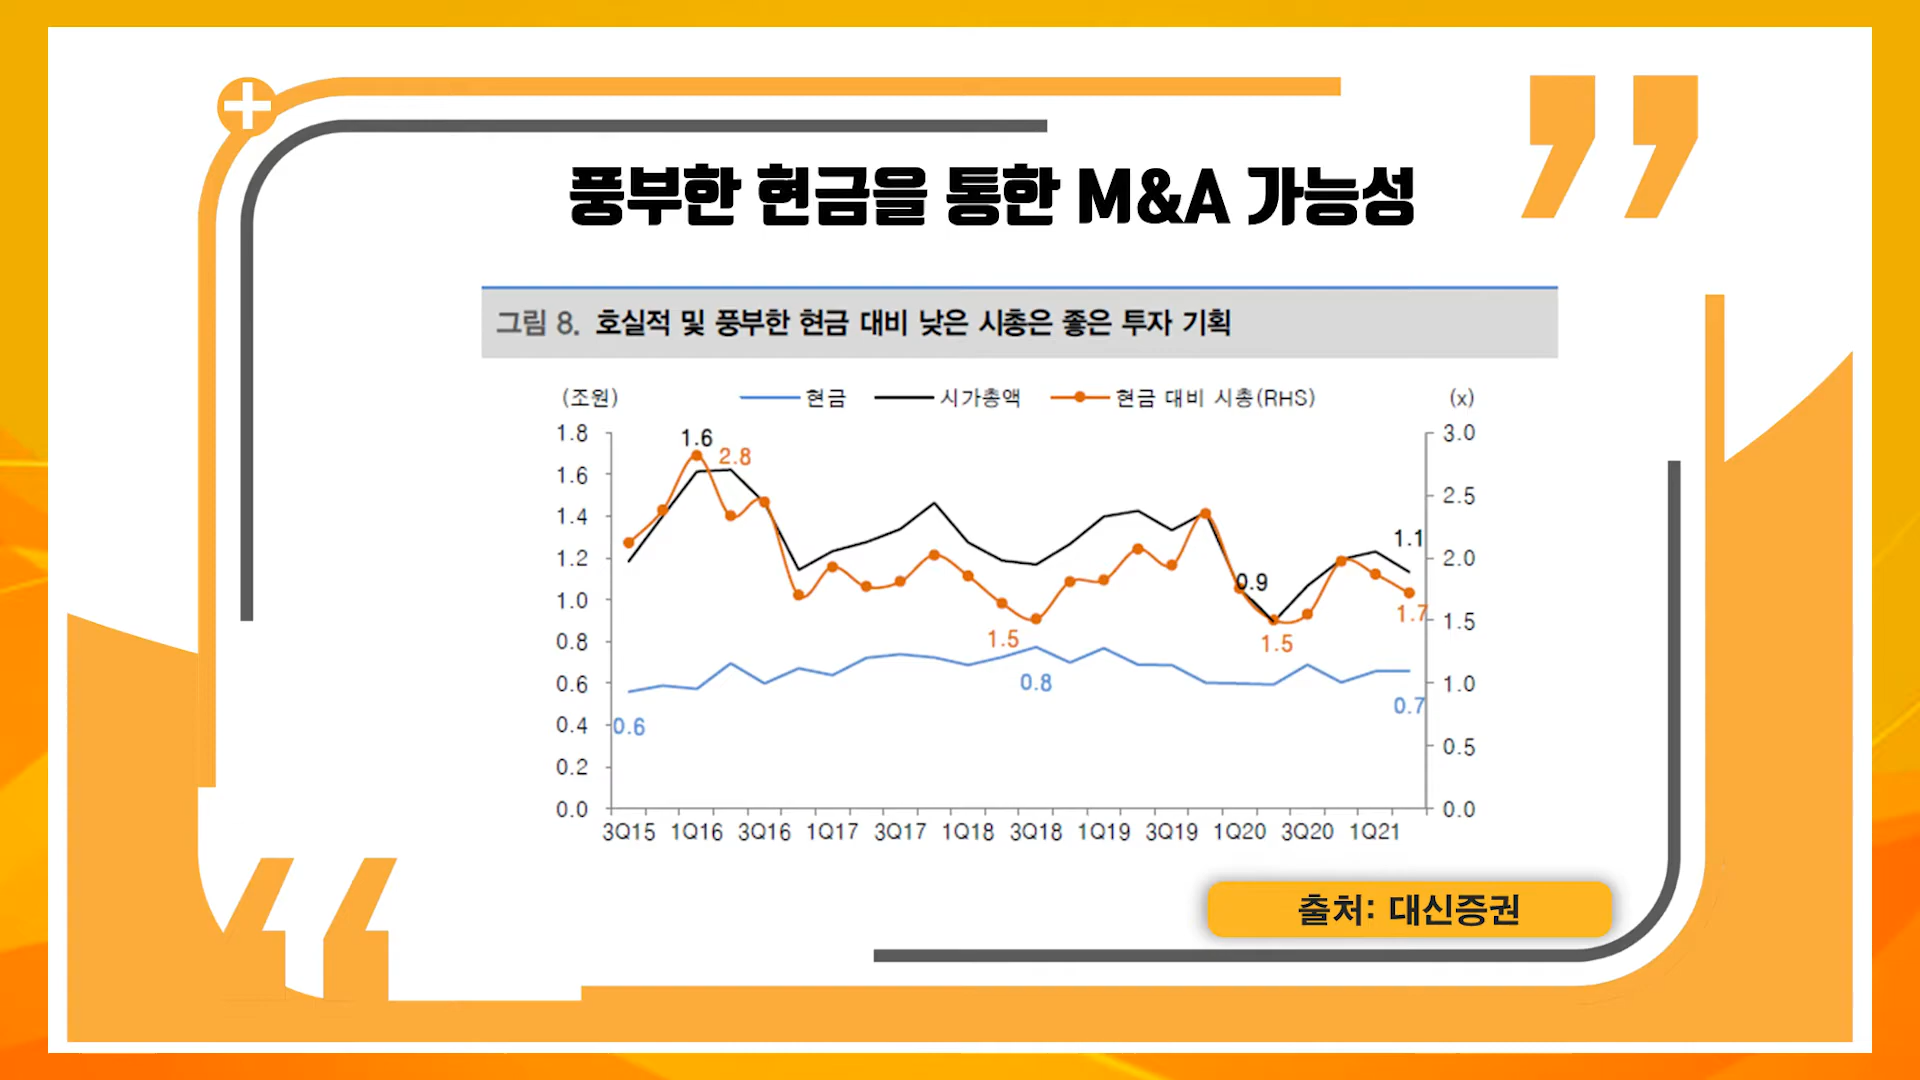 풍부한 현금을 통한 M&A 가능성
그림 8. 호실적 및 풍부한 현금 대비 낮은 시총은 좋은 투자 기획
(조원) 현금 시가총액 현금 대비 시총(RHS) (x)
1.8 1.6 1.4 1.2 1.0 0.8 0.6 0.4 0.2 0.0
1.6
2.8
1.5
0.9
1.5
1.1
1.7
0.6
0.8
0.7
3.0 2.5 2.0 1.5 1.0 0.5 0.0
3Q15 1Q16 3Q16 1Q17 3Q17 1Q18 3Q18 1Q19 3Q19 1Q20 3Q20 1Q21
출처: 대신증권